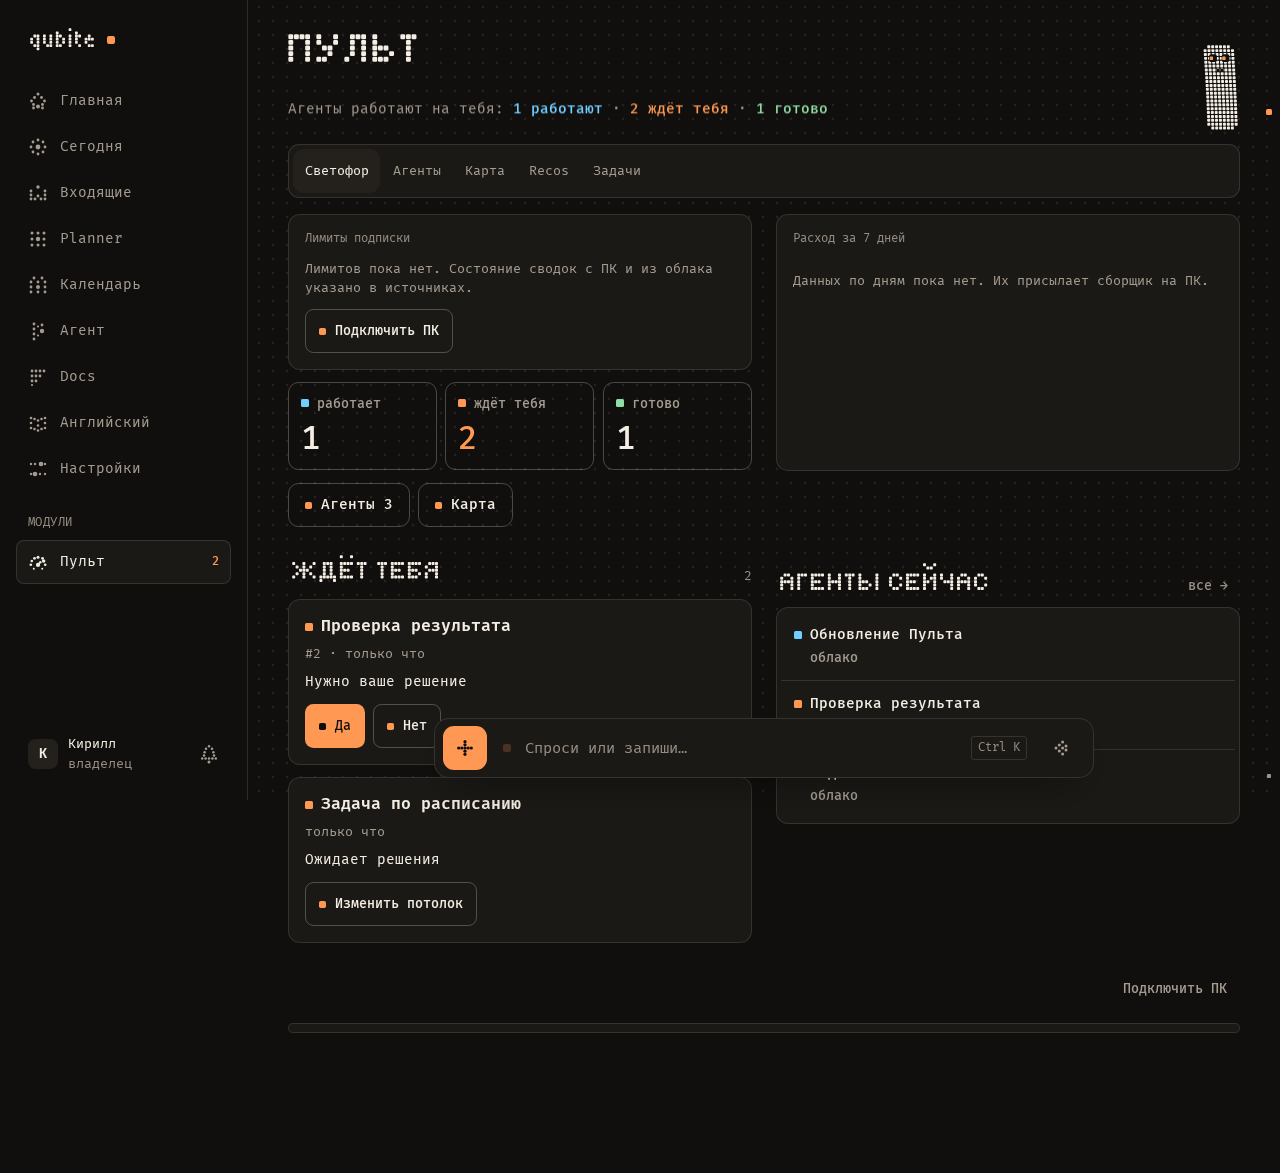 qubite
Главная
Сегодня
Входящие
Planner
Календарь
Агент
Docs
Английский
Настройки
МОДУЛИ
Пульт 2
К
Кирилл
владелец
ПУЛЬТ
Агенты работают на тебя: 1 работают · 2 ждёт тебя · 1 готово
Светофор Агенты Карта Recos Задачи
Лимиты подписки
Лимитов пока нет. Состояние сводок с ПК и из облака
указано в источниках.
Подключить ПК
Расход за 7 дней
Данных по дням пока нет. Их присылает сборщик на ПК.
работает
1
ждёт тебя
2
готово
1
Агенты 3
Карта
ЖДЁТ ТЕБЯ 2
Проверка результата
#2 · только что
Нужно ваше решение
Да
Нет
Задача по расписанию
только что
Ожидает решения
Изменить потолок
АГЕНТЫ СЕЙЧАС все →
Обновление Пульта
облако
Проверка результата
облако
Спроси или запиши… Ctrl K
Подключить ПК